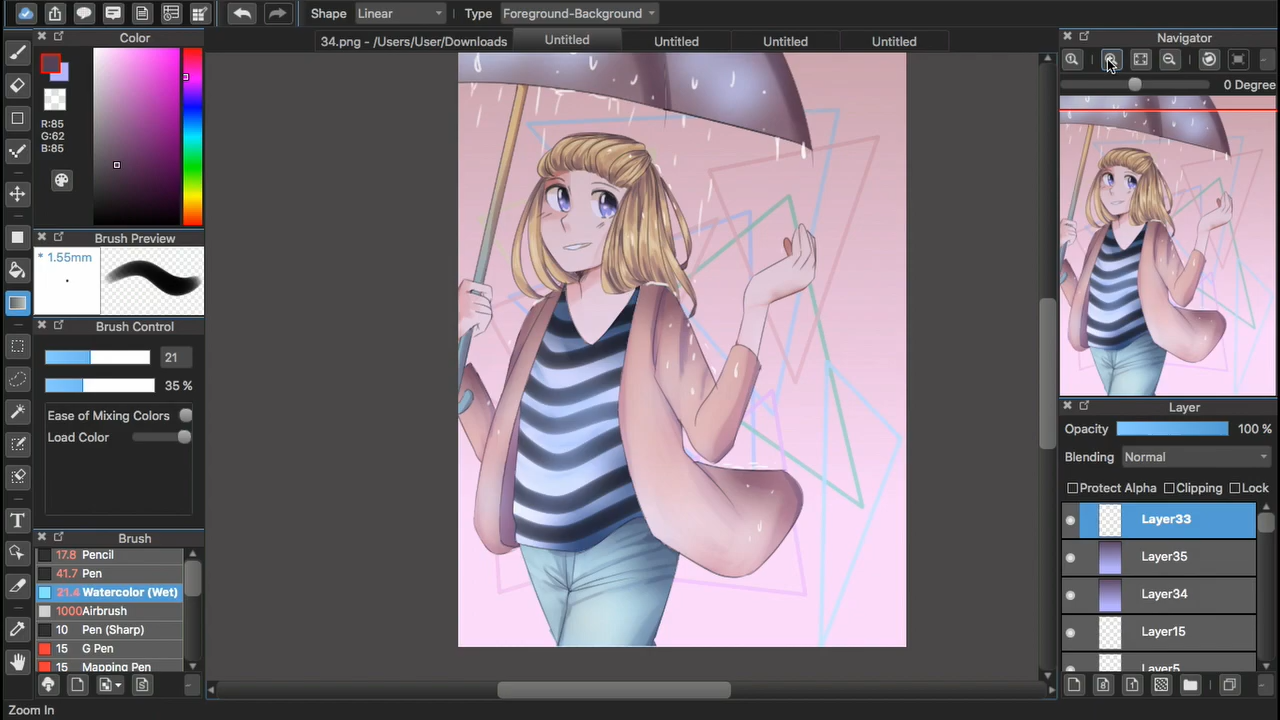 Shape Linear Type Foreground-Background
34.png - /Users/User/Downloads Untitled Untitled Untitled Untitled
Color
R:85
G:62
B:85
Brush Preview
* 1.55mm
Brush Control
21
35 %
Ease of Mixing Colors
Load Color
Brush
17.8 Pencil
41.7 Pen
21.4 Watercolor (Wet)
1000 Airbrush
10 Pen (Sharp)
15 G Pen
15 Mapping Pen
Zoom In
Navigator
0 Degree
Layer
Opacity 100 %
Blending Normal
Protect Alpha Clipping Lock
Layer33
Layer35
Layer34
Layer15
Layer5